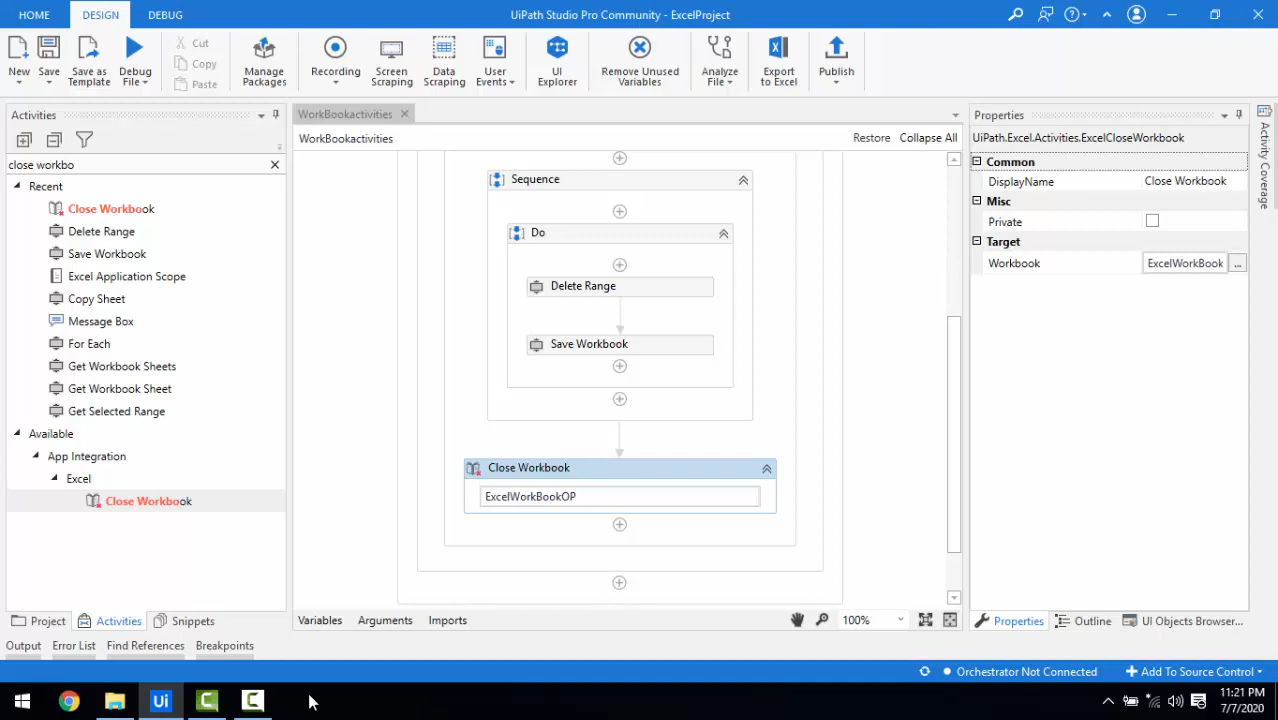 HOME
DESIGN
DEBUG
UiPath Studio Pro Community - ExcelProject
New
Save
Save as Template
Debug File
Cut
Copy
Paste
Manage Packages
Recording
Screen Scraping
Data Scraping
User Events
UI Explorer
Remove Unused Variables
Analyze File
Export to Excel
Publish
Activities
close workbo
Recent
Close Workbook
Delete Range
Save Workbook
Excel Application Scope
Copy Sheet
Message Box
For Each
Get Workbook Sheets
Get Workbook Sheet
Get Selected Range
Available
App Integration
Excel
Close Workbook
Project
Activities
Snippets
WorkBookactivities
WorkBookactivities
Restore
Collapse All
Sequence
Do
Delete Range
Save Workbook
Close Workbook
ExcelWorkBookOP
Variables
Arguments
Imports
100%
Properties
UiPath.Excel.Activities.ExcelCloseWorkbook
Common
DisplayName
Close Workbook
Misc
Private
Target
Workbook
ExcelWorkBook
...
Activity Coverage
Properties
Outline
UI Objects Browser...
Output
Error List
Find References
Breakpoints
Orchestrator Not Connected
Add To Source Control
Ui
C
C
11:21 PM
7/7/2020